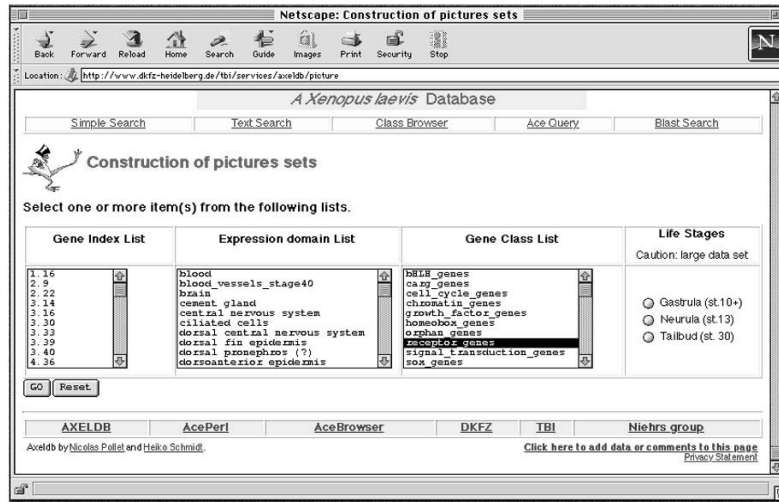 Netscape: Construction of pictures sets
Back Forward Reload Home Search Guide Images Print Security Stop
N
Location: http://www.dkfz-heidelberg.de/tbi/services/axeldb/picture
A Xenopus laevis Database
Simple Search Text Search Class Browser Ace Query Blast Search
Construction of pictures sets
Select one or more item(s) from the following lists.
Gene Index List Expression domain List Gene Class List Life Stages
Caution: large data set
1.16
2.9
2.22
3.14
3.16
3.30
3.33
3.39
3.40
4.36
blood
blood_vessels_stage40
brain
cement gland
central nervous system
ciliated cells
dorsal central nervous system
dorsal fin epidermis
dorsal pronephros (?)
dorsoanterior epidermis
bHLH_genes
carg_genes
cell_cycle_genes
chromatin_genes
growth_factor_genes
homeobox_genes
orphan_genes
receptor_genes
signal_transduction_genes
sox_genes
Gastrula (st.10+)
Neurula (st.13)
Tailbud (st. 30)
GO Reset
AXELDB AcePerl AceBrowser DKFZ TBI Niehrs group
Axeldb by Nicolas Pollet and Heiko Schmidt. Click here to add data or comments to this page
Privacy Statement